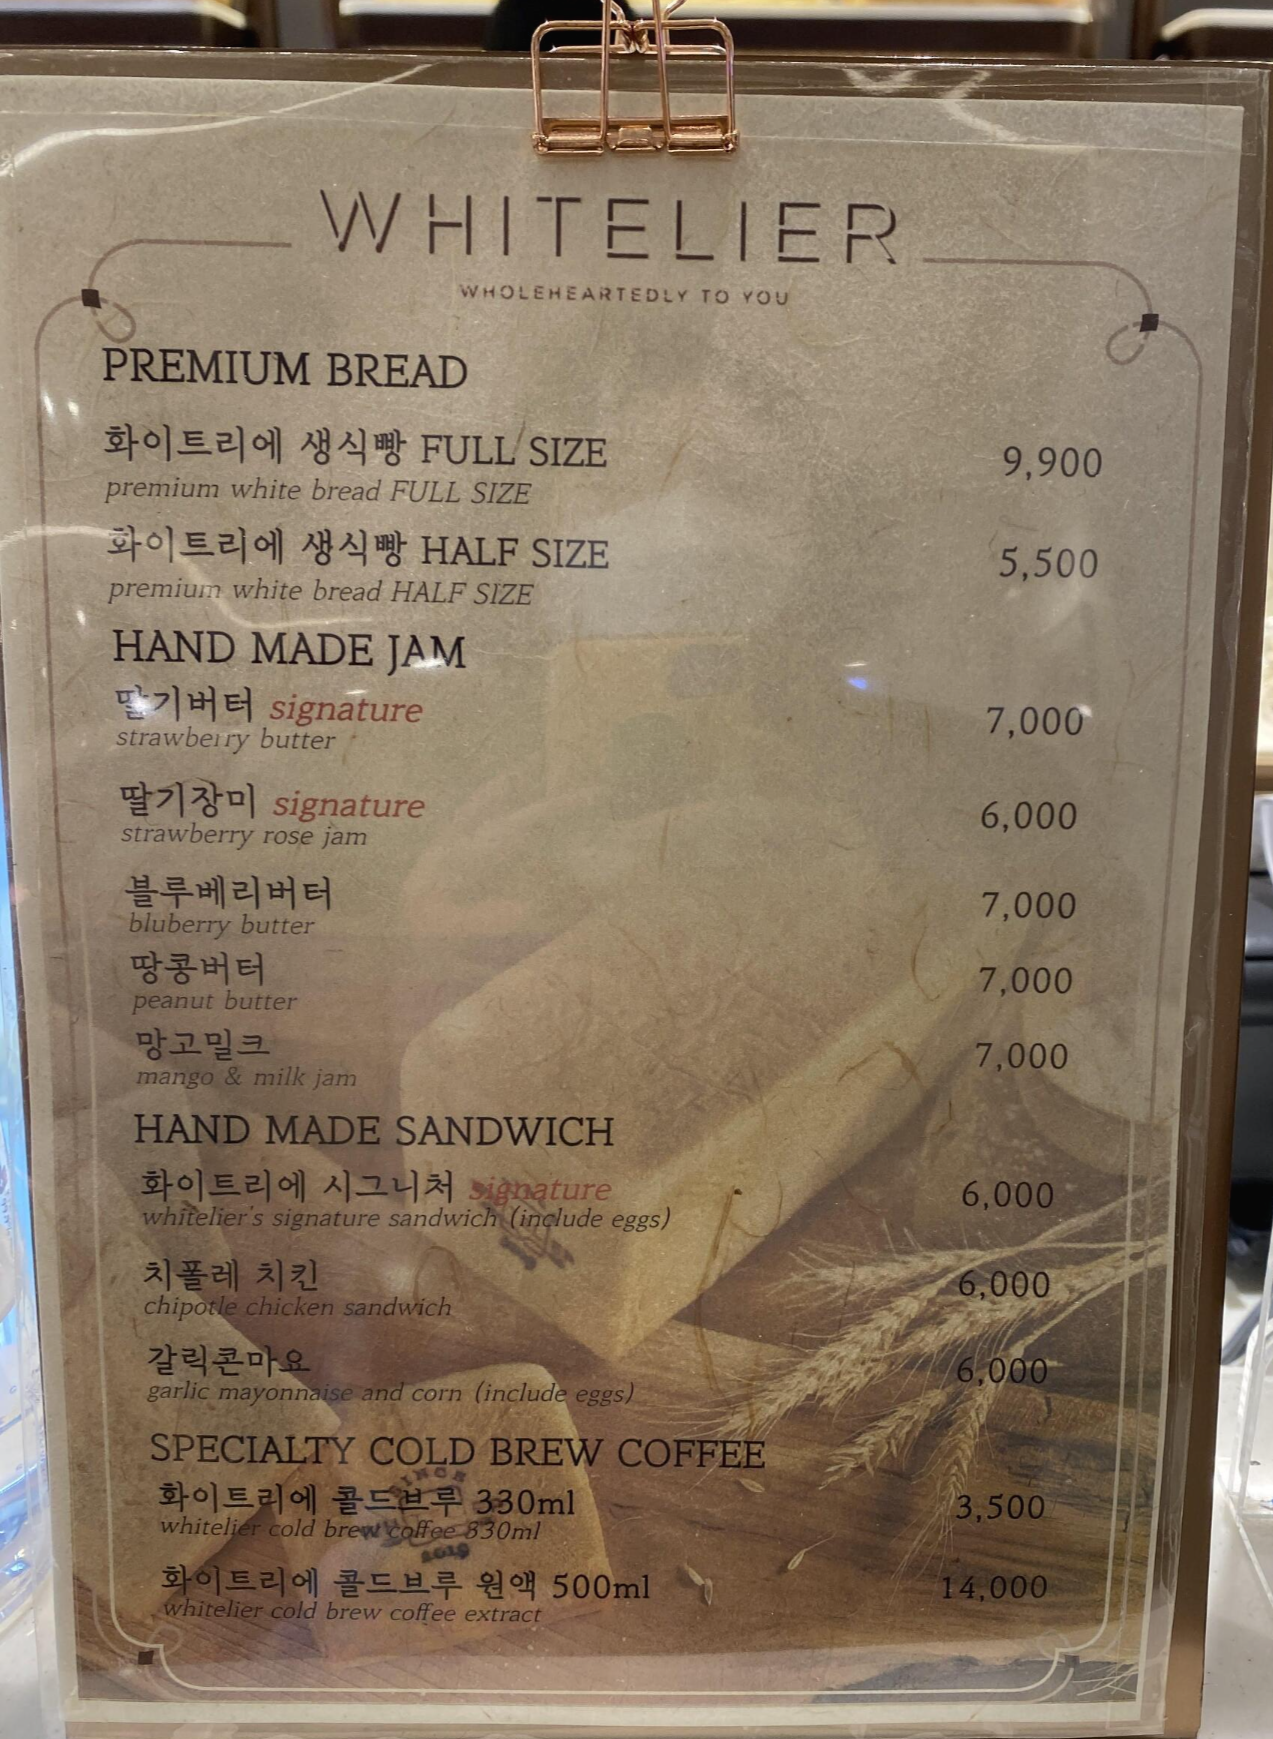 WHITELIER
WHOLEHEARTEDLY TO YOU
PREMIUM BREAD
화이트리에 생식빵 FULL SIZE 9,900
premium white bread FULL SIZE
화이트리에 생식빵 HALF SIZE 5,500
premium white bread HALF SIZE
HAND MADE JAM
딸기버터 signature 7,000
strawberry butter
딸기장미 signature 6,000
strawberry rose jam
블루베리버터 7,000
bluberry butter
땅콩버터 7,000
peanut butter
망고밀크 7,000
mango & milk jam
HAND MADE SANDWICH
화이트리에 시그니처 signature 6,000
whitelier's signature sandwich (include eggs)
치폴레 치킨 6,000
chipotle chicken sandwich
갈릭콘마요 6,000
garlic mayonnaise and corn (include eggs)
SPECIALTY COLD BREW COFFEE
화이트리에 콜드브루 330ml 3,500
whitelier cold brew coffee 330ml
화이트리에 콜드브루 원액 500ml 14,000
whitelier cold brew coffee extract
SINCE
2019